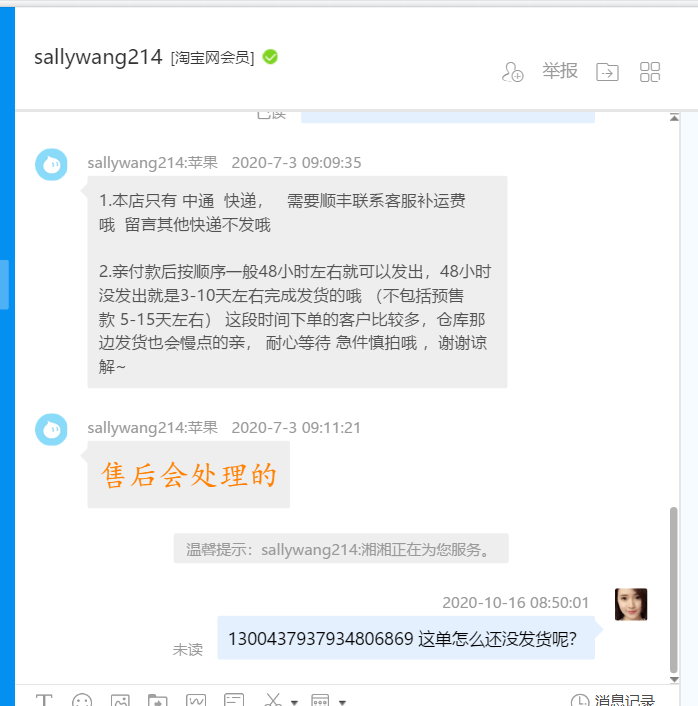 sallywang214 [淘宝网会员]
举报
已读
sallywang214:苹果 2020-7-3 09:09:35
1.本店只有 中通 快递， 需要顺丰联系客服补运费
哦 留言其他快递不发哦
2.亲付款后按顺序一般48小时左右就可以发出，48小时
没发出就是3-10天左右完成发货的哦 （不包括预售
款 5-15天左右） 这段时间下单的客户比较多，仓库那
边发货也会慢点的亲， 耐心等待 急件慎拍哦 ，谢谢谅
解~
sallywang214:苹果 2020-7-3 09:11:21
售后会处理的
温馨提示：sallywang214:湘湘正在为您服务。
2020-10-16 08:50:01
未读 1300437937934806869 这单怎么还没发货呢?
消息记录